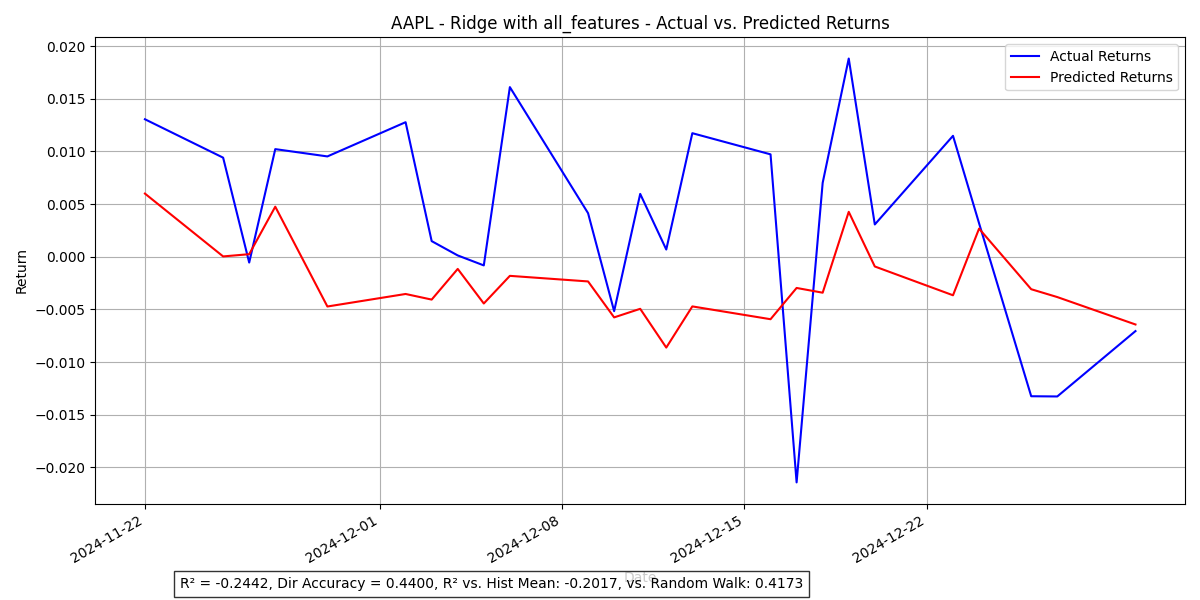 AAPL - Ridge with all_features - Actual vs. Predicted Returns
Actual Returns
Predicted Returns
0.020
0.015
0.010
0.005
0.000
−0.005
−0.010
−0.015
−0.020
Return
2024-11-22
2024-12-01
2024-12-08
2024-12-15
2024-12-22
Date
R² = -0.2442, Dir Accuracy = 0.4400, R² vs. Hist Mean: -0.2017, vs. Random Walk: 0.4173